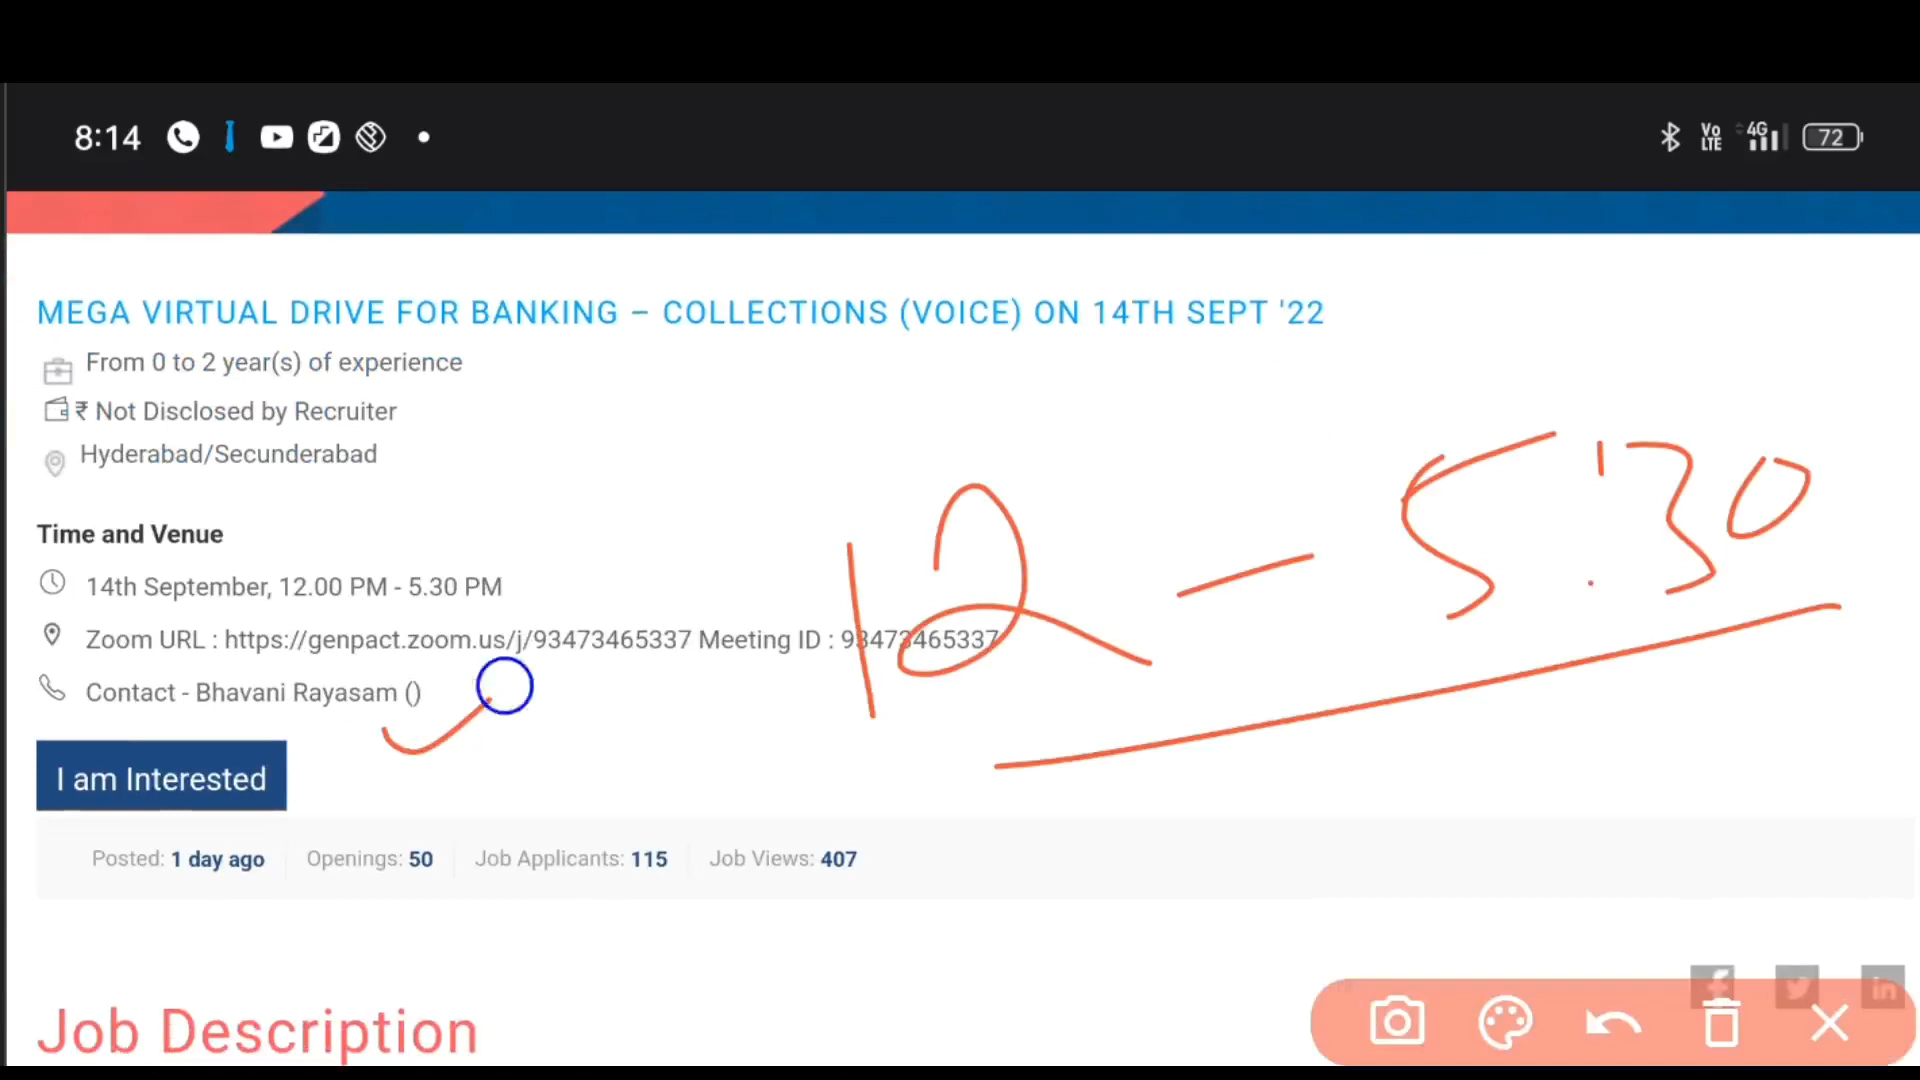 8:14
Vo LTE 4G 72
MEGA VIRTUAL DRIVE FOR BANKING – COLLECTIONS (VOICE) ON 14TH SEPT '22
From 0 to 2 year(s) of experience
₹ Not Disclosed by Recruiter
Hyderabad/Secunderabad
12 - 5:30
Time and Venue
14th September, 12.00 PM - 5.30 PM
Zoom URL : https://genpact.zoom.us/j/93473465337 Meeting ID : 93473465337
Contact - Bhavani Rayasam ()
I am Interested
Posted: 1 day ago Openings: 50 Job Applicants: 115 Job Views: 407
Job Description